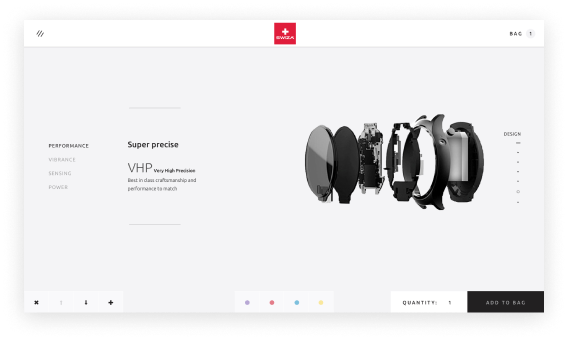 SWIZA
BAG 1
PERFORMANCE
VIBRANCE
SENSING
POWER
Super precise
VHP Very High Precision
Best in class craftsmanship and
performance to match
DESIGN
QUANTITY: 1
ADD TO BAG